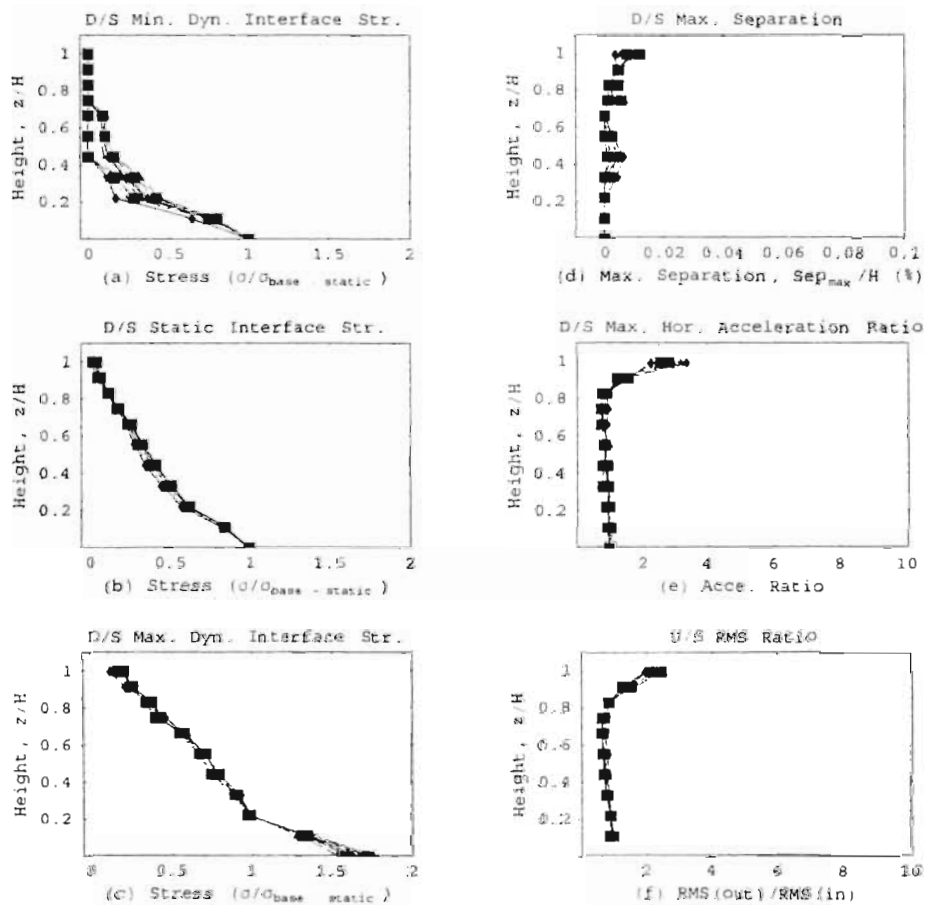 D/S Min. Dyn. Interface Str.
1
0.8
0.6
0.4
0.2
Height, z/H
0 0.5 1 1.5 2
(a) Stress (σ/σbase - static)
D/S Max. Separation
1
0.8
0.6
0.4
0.2
Height, z/H
0 0.02 0.04 0.06 0.08 0.1
(d) Max. Separation, Sepmax/H (%)
D/S Static Interface Str.
1
0.8
0.6
0.4
0.2
Height, z/H
0 0.5 1 1.5 2
(b) Stress (σ/σbase - static)
D/S Max. Hor. Acceleration Ratio
1
0.8
0.6
0.4
0.2
Height, z/H
2 4 6 8 10
(e) Acce. Ratio
D/S Max. Dyn. Interface Str.
1
0.8
0.6
0.4
0.2
Height, z/H
0 0.5 1 1.5 2
(c) Stress (σ/σbase - static)
U/S RMS Ratio
1
0.8
0.6
0.4
0.2
Height, z/H
2 4 6 8 10
(f) RMS(out)/RMS(in)